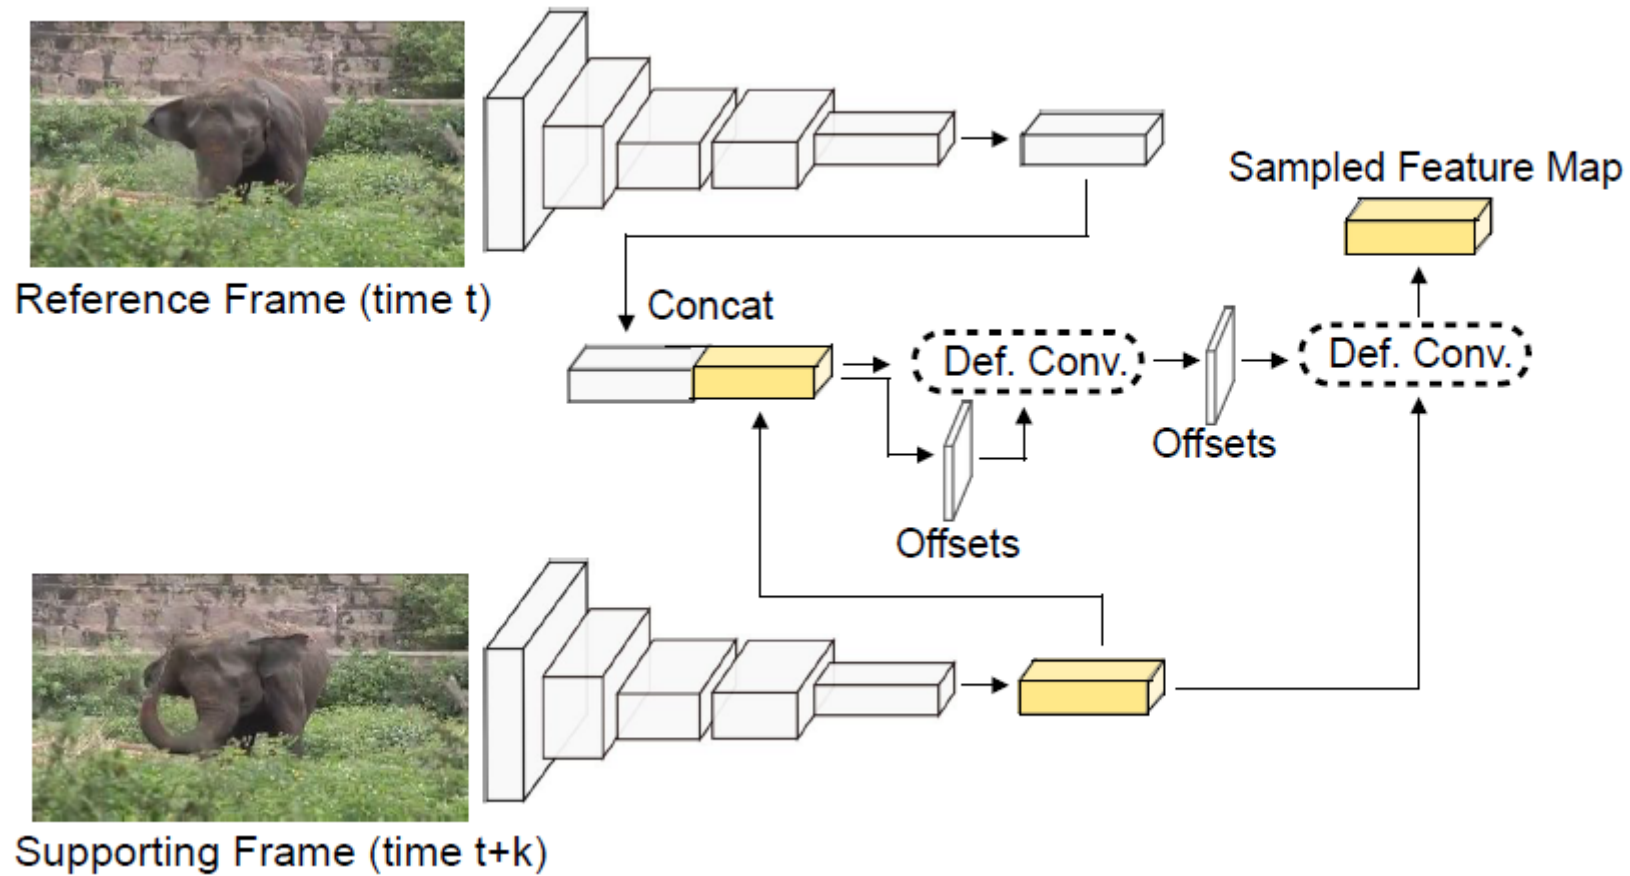 Sampled Feature Map
Reference Frame (time t)
Concat
Def. Conv.
Def. Conv.
Offsets
Offsets
Supporting Frame (time t+k)